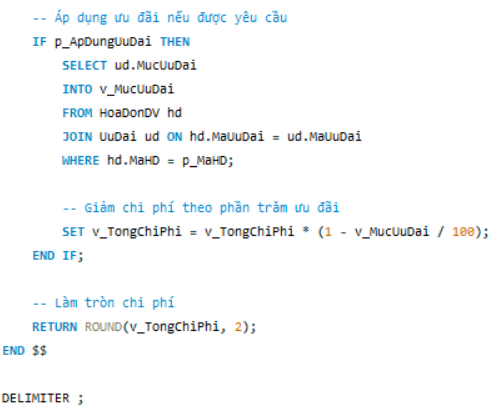 -- Áp dụng ưu đãi nếu được yêu cầu
IF p_ApDungUuDai THEN
SELECT ud.MucUuDai
INTO v_MucUuDai
FROM HoaDonDV hd
JOIN UuDai ud ON hd.MaUuDai = ud.MaUuDai
WHERE hd.MaHD = p_MaHD;
-- Giảm chi phí theo phần trăm ưu đãi
SET v_TongChiPhi = v_TongChiPhi * (1 - v_MucUuDai / 100);
END IF;
-- Làm tròn chi phí
RETURN ROUND(v_TongChiPhi, 2);
END $$
DELIMITER ;